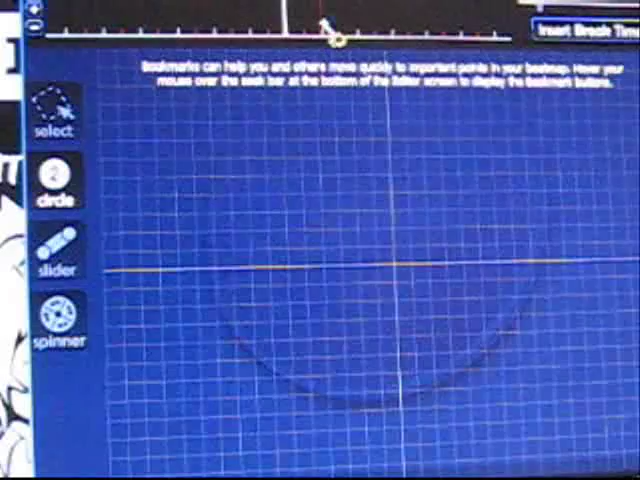 Insert Break Time
Bookmarks can help you and others move quickly to important points in your beatmap. Hover your
mouse over the seek bar at the bottom of the Editor screen to display the bookmark buttons.
select
2
circle
slider
spinner